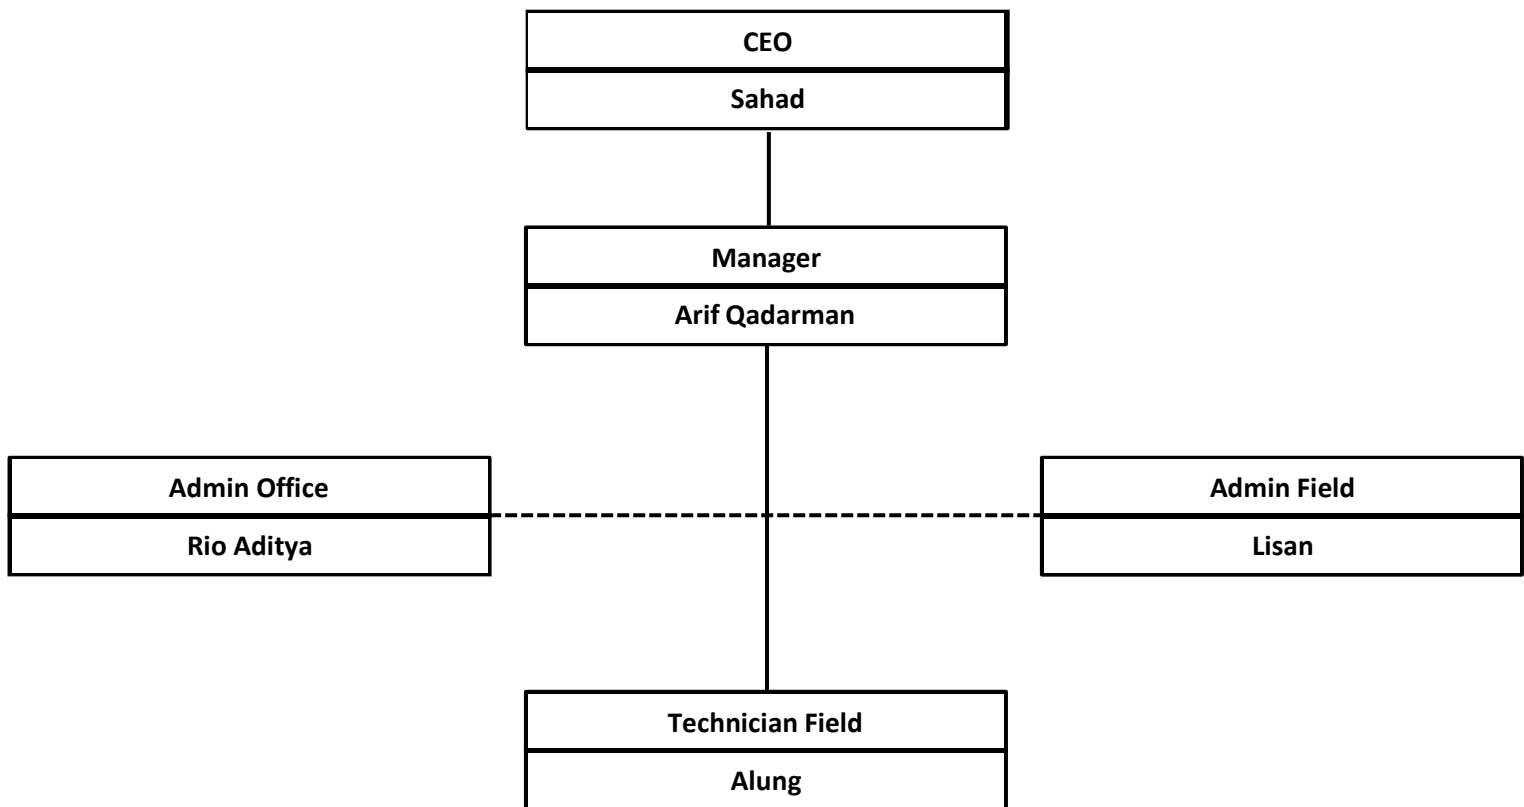 CEO
Sahad
Manager
Arif Qadarman
Admin Office
Admin Field
Rio Aditya
Lisan
Technician Field
Alung